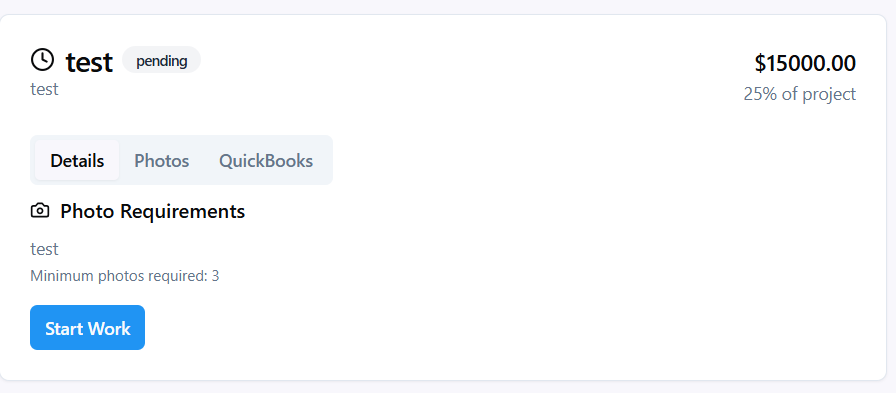 test pending
$15000.00
test
25% of project
Details Photos QuickBooks
Photo Requirements
test
Minimum photos required: 3
Start Work